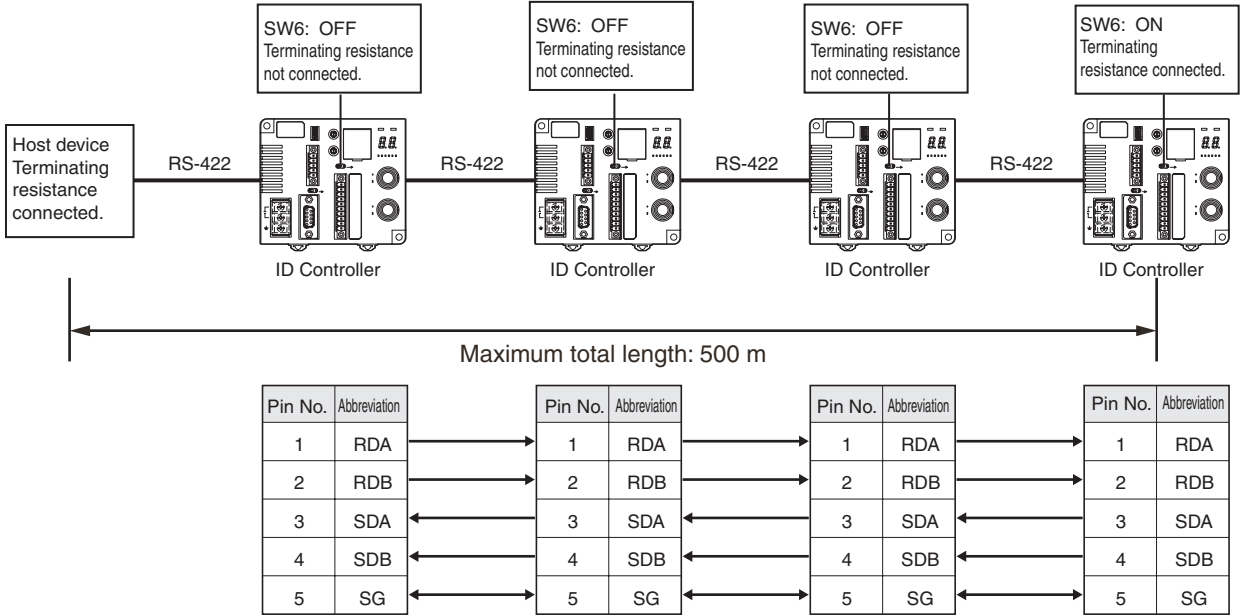 SW6: OFF
Terminating resistance
not connected.
SW6: OFF
Terminating resistance
not connected.
SW6: OFF
Terminating resistance
not connected.
SW6: ON
Terminating
resistance connected.
Host device
Terminating
resistance
connected.
RS-422
RS-422
RS-422
RS-422
ID Controller
ID Controller
ID Controller
ID Controller
Maximum total length: 500 m
Pin No. Abbreviation
1 RDA
2 RDB
3 SDA
4 SDB
5 SG
Pin No. Abbreviation
1 RDA
2 RDB
3 SDA
4 SDB
5 SG
Pin No. Abbreviation
1 RDA
2 RDB
3 SDA
4 SDB
5 SG
Pin No. Abbreviation
1 RDA
2 RDB
3 SDA
4 SDB
5 SG